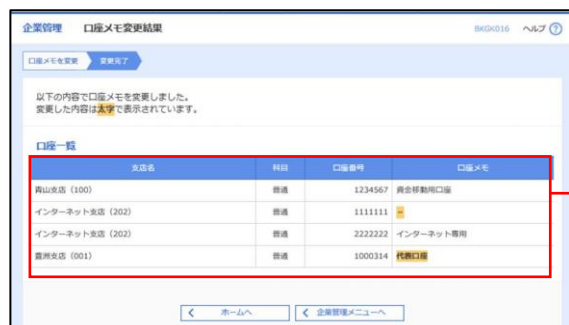 企業管理 口座メモ変更結果 BKGK016 ヘルプ ?
口座メモを変更 変更完了
以下の内容で口座メモを変更しました。
変更した内容は太字で表示されています。
口座一覧
支店名 科目 口座番号 口座メモ
青山支店（100） 普通 1234567 資金移動用口座
インターネット支店（202） 普通 1111111 －
インターネット支店（202） 普通 2222222 インターネット専用
豊洲支店（001） 普通 1000314 代表口座
ホームへ 企業管理メニューへ